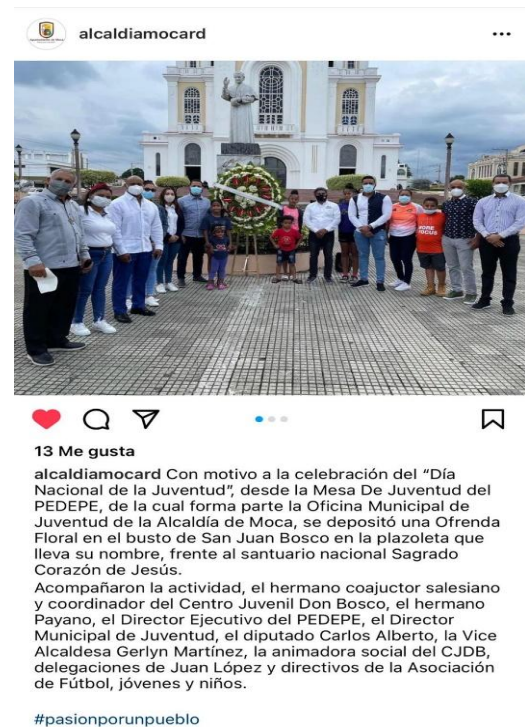 alcaldiamocard
13 Me gusta
alcaldiamocard Con motivo a la celebración del “Día
Nacional de la Juventud”, desde la Mesa De Juventud del
PEDEPE, de la cual forma parte la Oficina Municipal de
Juventud de la Alcaldía de Moca, se depositó una Ofrenda
Floral en el busto de San Juan Bosco en la plazoleta que
lleva su nombre, frente al santuario nacional Sagrado
Corazón de Jesús.
Acompañaron la actividad, el hermano coajuctor salesiano
y coordinador del Centro Juvenil Don Bosco, el hermano
Payano, el Director Ejecutivo del PEDEPE, el Director
Municipal de Juventud, el diputado Carlos Alberto, la Vice
Alcaldesa Gerlyn Martínez, la animadora social del CJDB,
delegaciones de Juan López y directivos de la Asociación
de Fútbol, jóvenes y niños.
#pasionporunpueblo